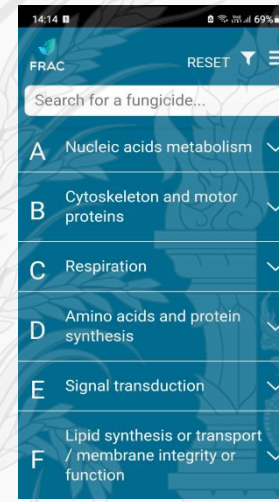 14:14 69%
FRAC RESET
Search for a fungicide...
A Nucleic acids metabolism
B Cytoskeleton and motor
proteins
C Respiration
D Amino acids and protein
synthesis
E Signal transduction
F Lipid synthesis or transport
/ membrane integrity or
function